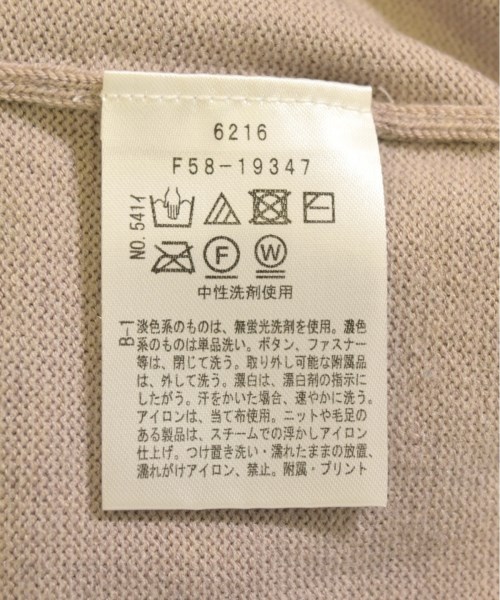 6216
F58-19347
NO. 541イ
F
W
中性洗剤使用
B-1
淡色系のものは、無蛍光洗剤を使用。濃色
系のものは単品洗い。ボタン、ファスナー
等は、閉じて洗う。取り外し可能な附属品
は、外して洗う。漂白は、漂白剤の指示に
したがう。汗をかいた場合、速やかに洗う。
アイロンは、当て布使用。ニットや毛足の
ある製品は、スチームでの浮かしアイロン
仕上げ。つけ置き洗い・濡れたままの放置、
濡れがけアイロン、禁止。附属・プリント